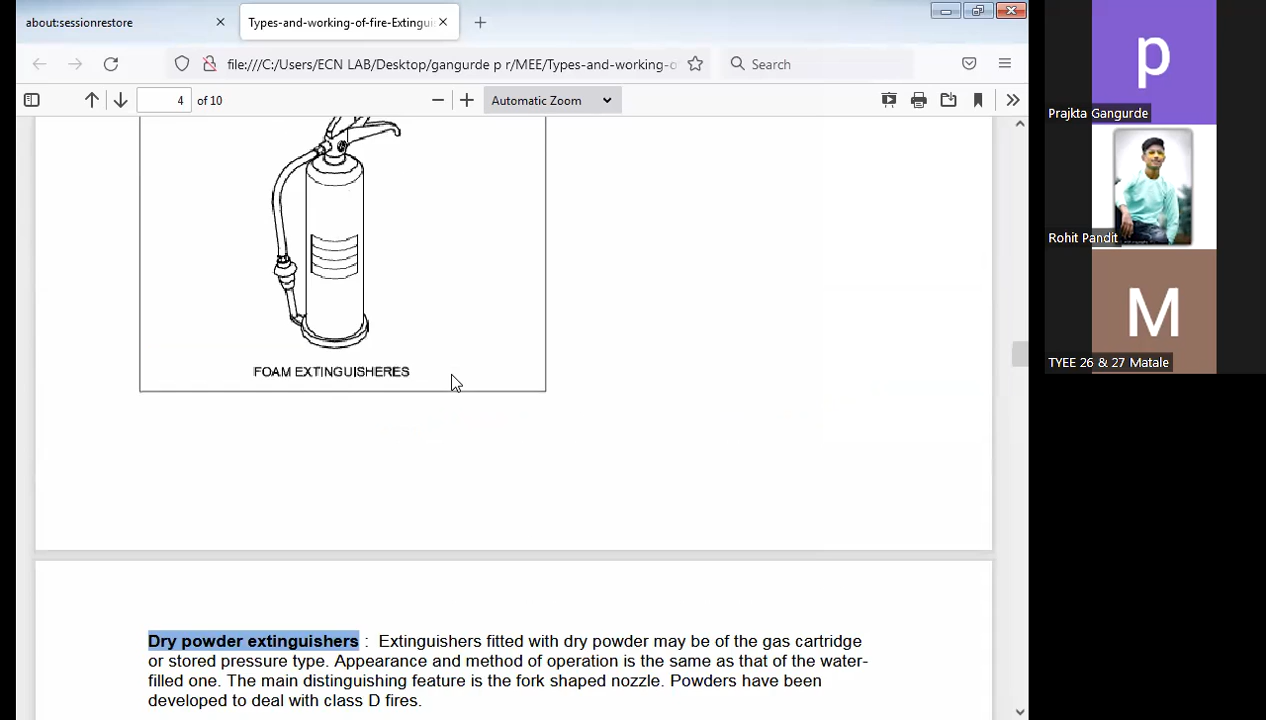 about:sessionrestore
Types-and-working-of-fire-Extingui
file:///C:/Users/ECN LAB/Desktop/gangurde p r/MEE/Types-and-working-o
Search
4 of 10
Automatic Zoom
FOAM EXTINGUISHERES
Dry powder extinguishers : Extinguishers fitted with dry powder may be of the gas cartridge
or stored pressure type. Appearance and method of operation is the same as that of the water-
filled one. The main distinguishing feature is the fork shaped nozzle. Powders have been
developed to deal with class D fires.
p
Prajkta Gangurde
Rohit Pandit
M
TYEE 26 & 27 Matale